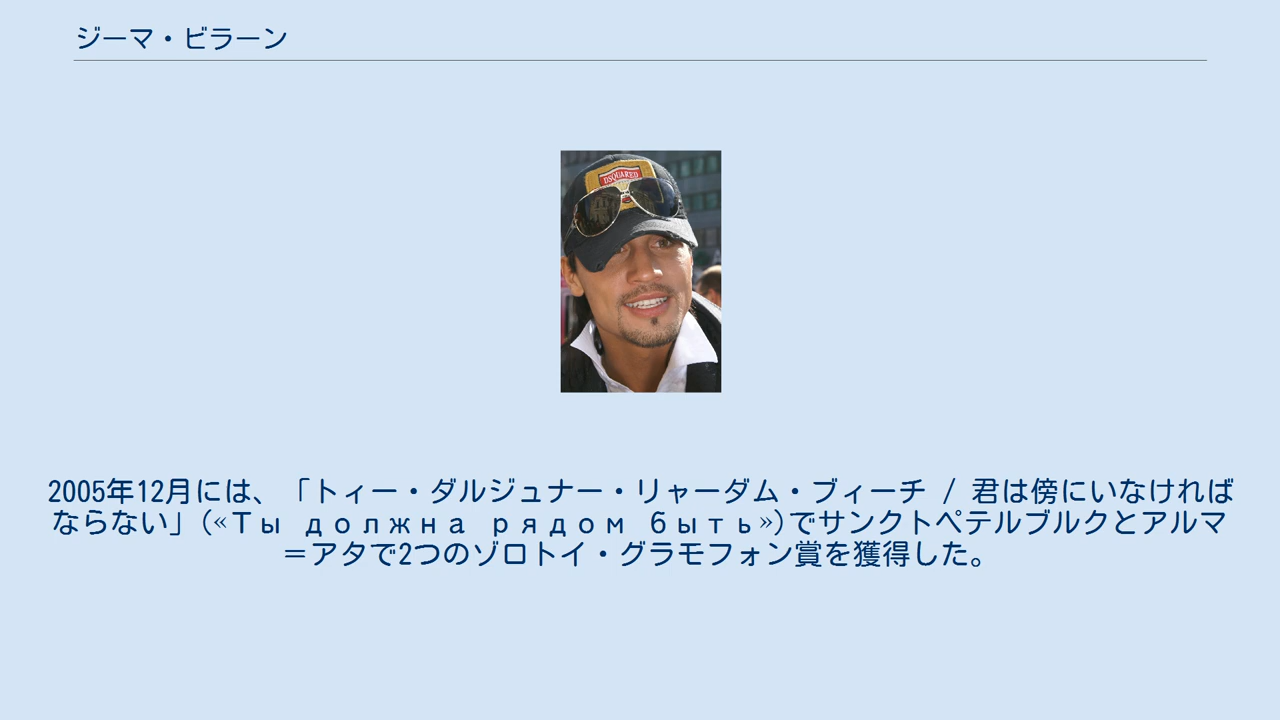 ジーマ・ビラーン
DSQUARED
2005年12月には、「トィー・ダルジュナー・リャーダム・ブィーチ / 君は傍にいなければ
ならない」(«Ты должна рядом быть»)でサンクトペテルブルクとアルマ
＝アタで2つのゾロトイ・グラモフォン賞を獲得した。